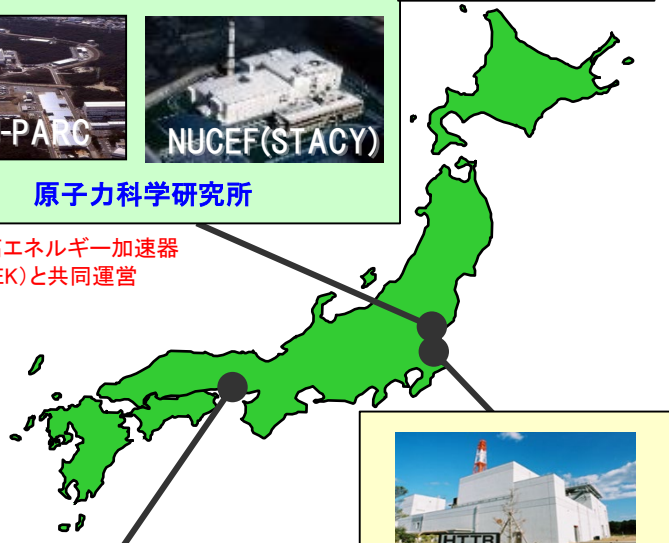 -PARC
NUCEF(STACY)
原子力科学研究所
エネルギー加速器
EK)と共同運営
HTTR